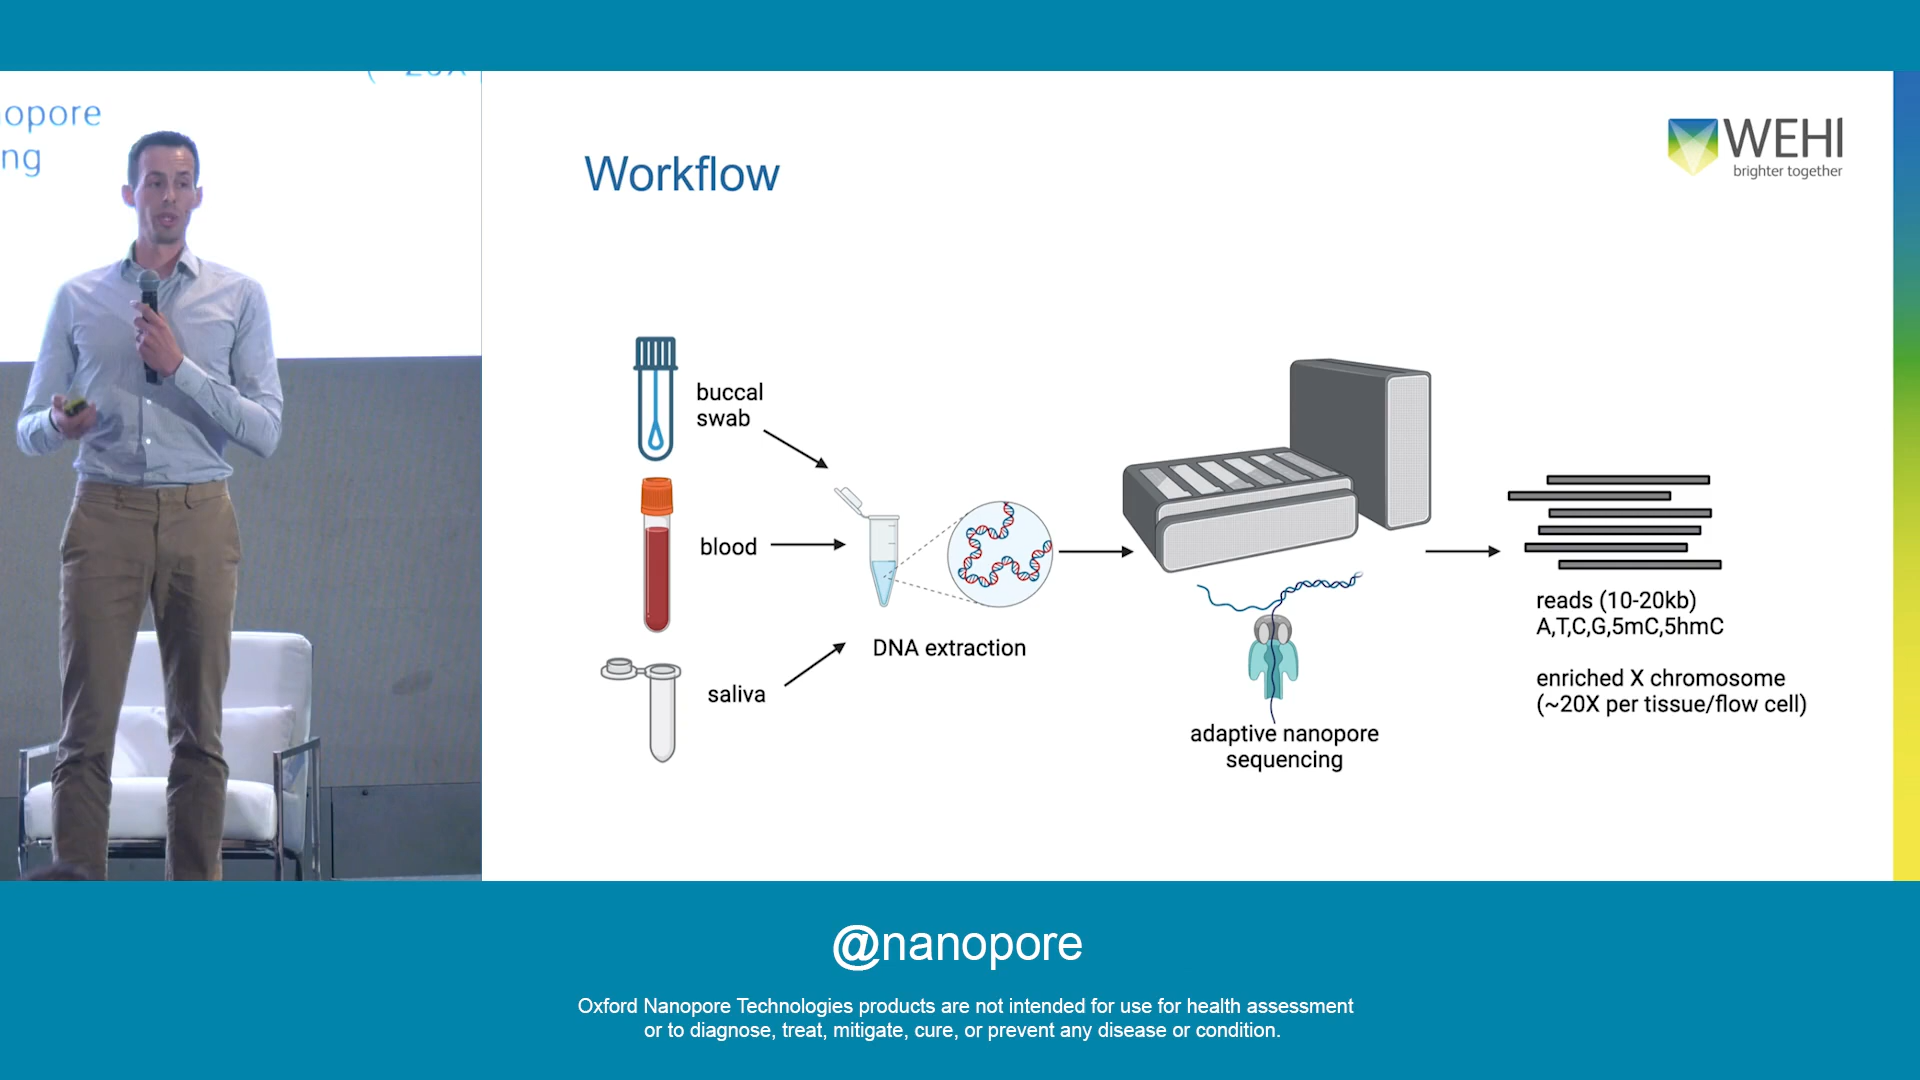 opore
ng
Workflow
WEHI
brighter together
buccal
swab
blood
saliva
DNA extraction
adaptive nanopore
sequencing
reads (10-20kb)
A,T,C,G,5mC,5hmC
enriched X chromosome
(~20X per tissue/flow cell)
@nanopore
Oxford Nanopore Technologies products are not intended for use for health assessment
or to diagnose, treat, mitigate, cure, or prevent any disease or condition.